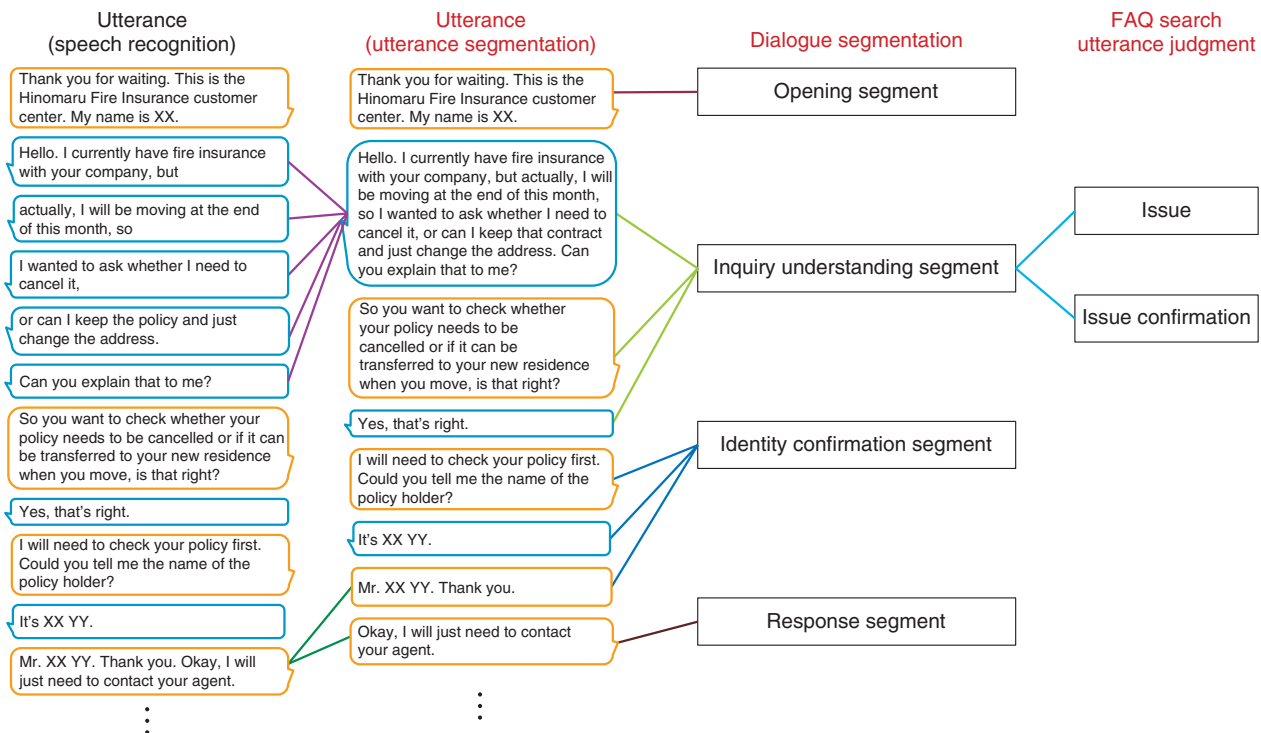 Utterance
(speech recognition)
Thank you for waiting. This is the
Hinomaru Fire Insurance customer
center. My name is XX.
Hello. I currently have fire insurance
with your company, but
actually, I will be moving at the end
of this month, so
I wanted to ask whether I need to
cancel it,
or can I keep the policy and just
change the address.
Can you explain that to me?
So you want to check whether your
policy needs to be cancelled or if it can
be transferred to your new residence
when you move, is that right?
Yes, that's right.
I will need to check your policy first.
Could you tell me the name of the
policy holder?
It's XX YY.
Mr. XX YY. Thank you. Okay, I will
just need to contact your agent.
Utterance
(utterance segmentation)
Thank you for waiting. This is the
Hinomaru Fire Insurance customer
center. My name is XX.
Hello. I currently have fire insurance
with your company, but actually, I will
be moving at the end of this month,
so I wanted to ask whether I need to
cancel it, or can I keep that contract
and just change the address. Can
you explain that to me?
So you want to check whether
your policy needs to be
cancelled or if it can be
transferred to your new residence
when you move, is that right?
Yes, that's right.
I will need to check your policy first.
Could you tell me the name of the
policy holder?
It's XX YY.
Mr. XX YY. Thank you.
Okay, I will just need to contact
your agent.
Dialogue segmentation
Opening segment
Inquiry understanding segment
Identity confirmation segment
Response segment
FAQ search
utterance judgment
Issue
Issue confirmation